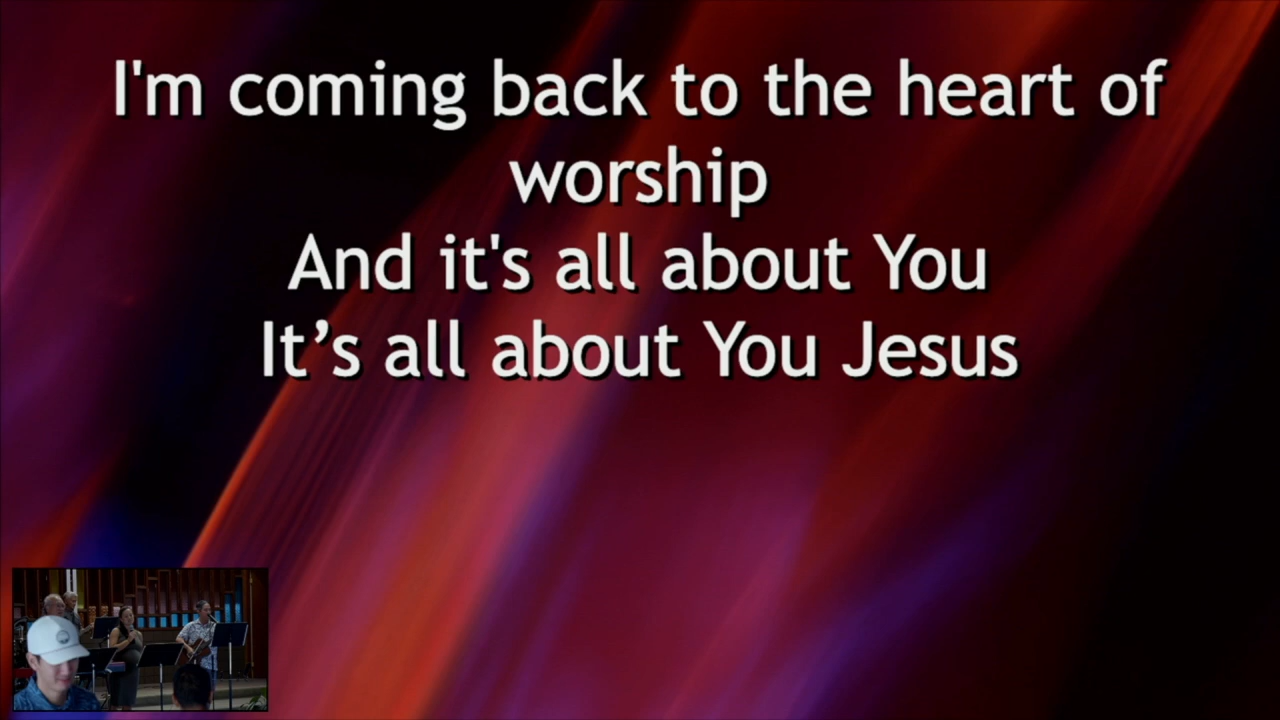 I'm coming back to the heart of
worship
And it's all about You
It’s all about You Jesus